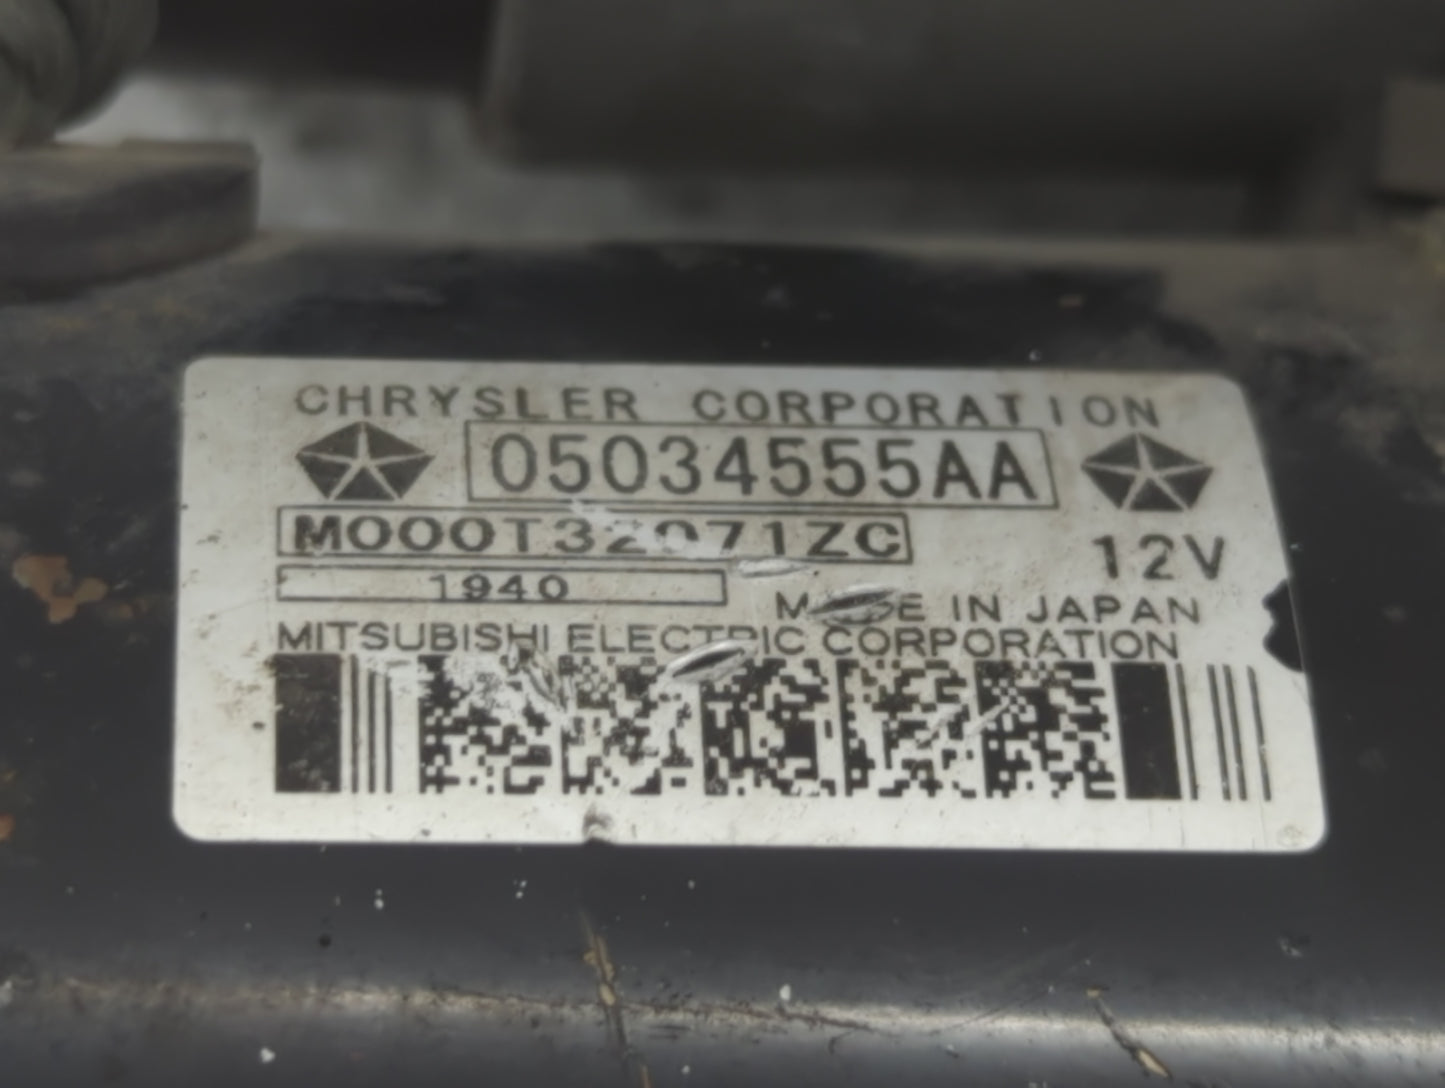 CHRYSLER CORPORATION
05034555AA
M000T32071ZC 12V
1940
MADE IN JAPAN
MITSUBISHI ELECTRIC CORPORATION